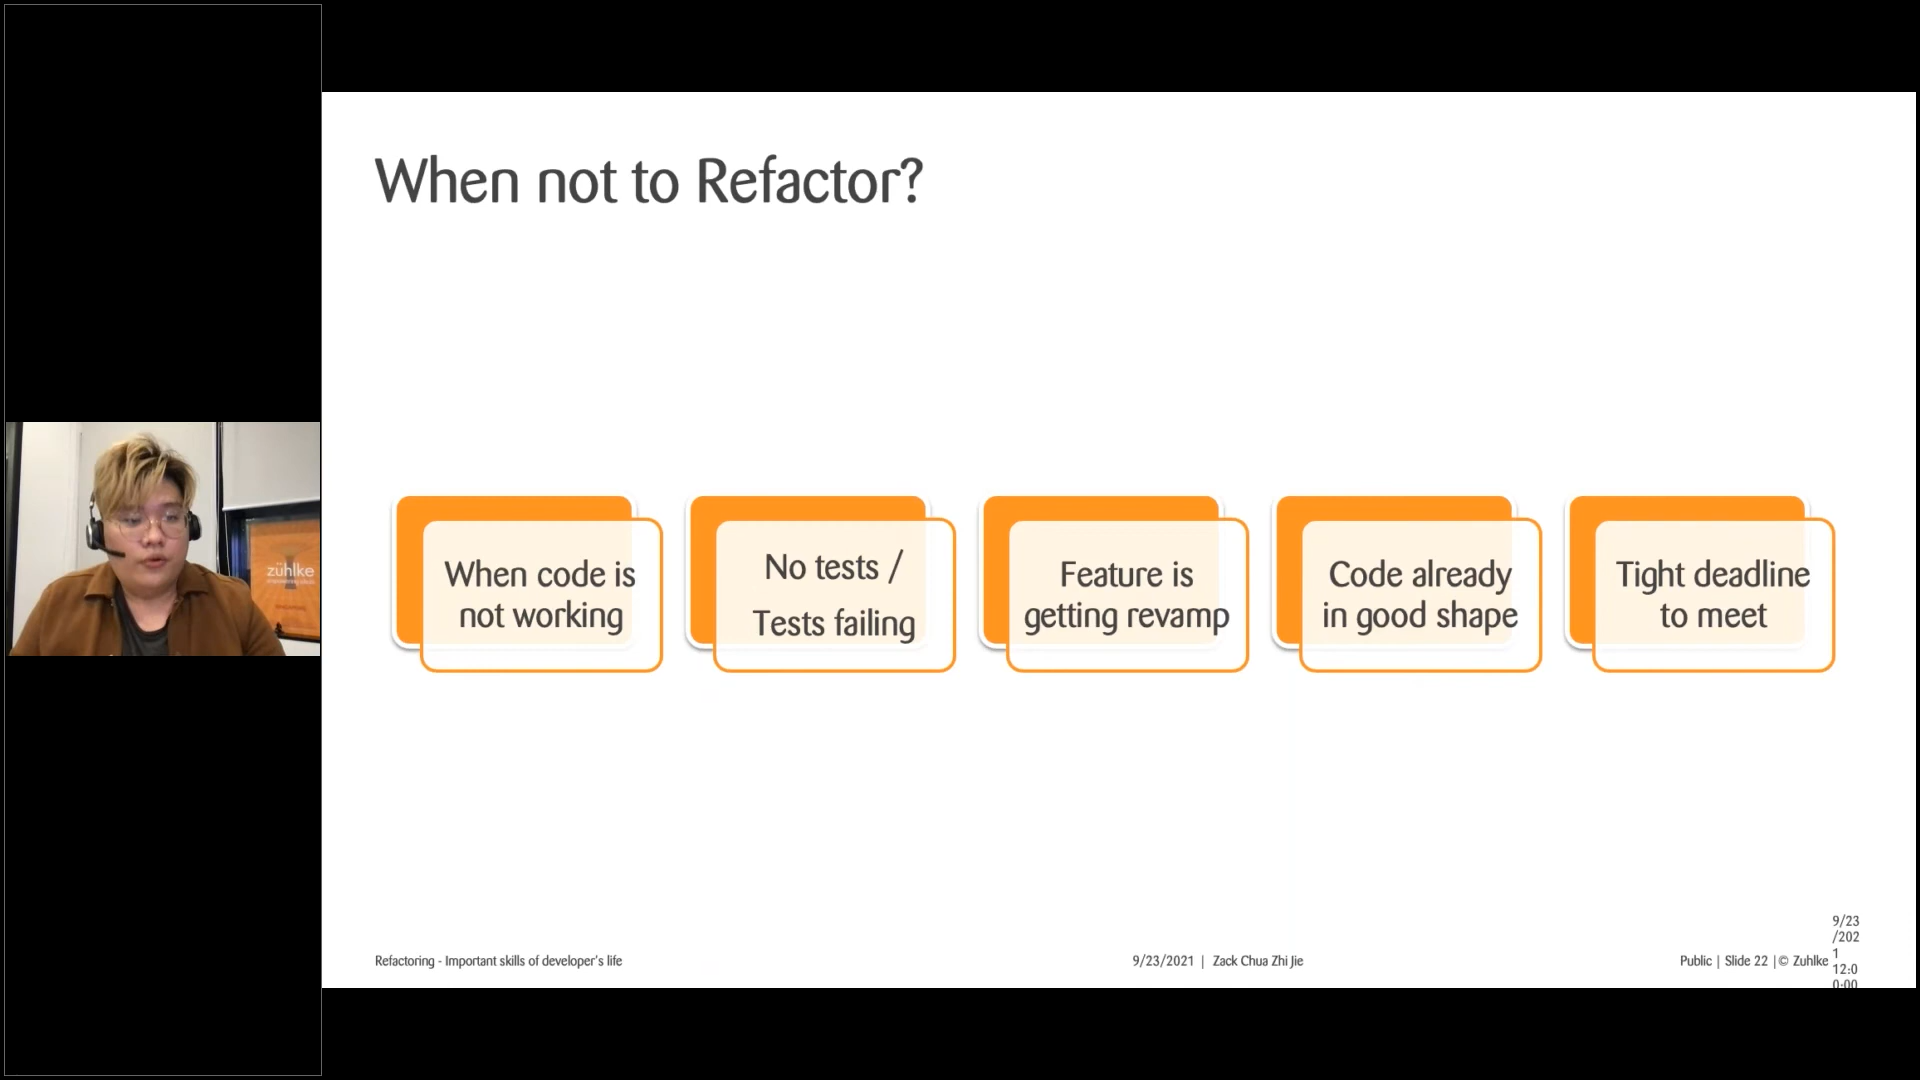 When not to Refactor?
When code is
not working
No tests /
Tests failing
Feature is
getting revamp
Code already
in good shape
Tight deadline
to meet
zühlke
Refactoring - Important skills of developer's life
9/23/2021 | Zack Chua Zhi Jie
Public | Slide 22 | © Zuhlke
9/23
/202
1
12:0
0:00